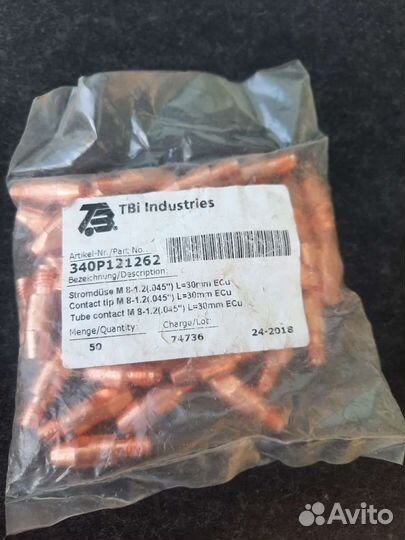 TBi
TBi Industries
Artikel-Nr./Part No.:
340P121262
Bezeichnung/Description:
Stromdüse M 8-1.2(.045") L=30mm ECu
Contact tip M 8-1.2(.045") L=30mm ECu
Tube contact M 8-1.2(.045") L=30mm ECu
Menge/Quantity: Charge/Lot:
50 74736 24-2018
Avito